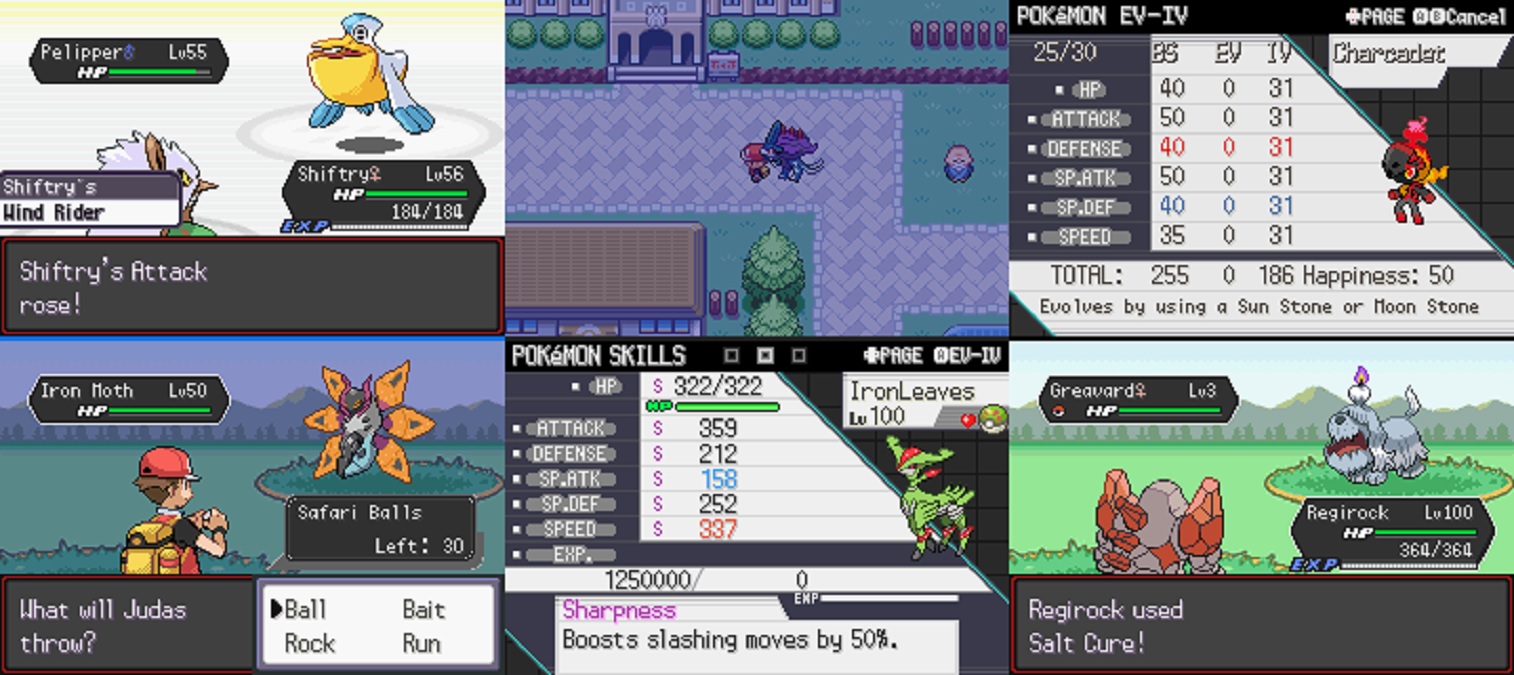 Pelipper♂ Lv55
HP
Shiftry♀ Lv56
HP
184/184
EXP
Shiftry's
Wind Rider
Shiftry's Attack
rose!
POKéMON EV-IV
PAGE A B Cancel
25/30 BS EV IV
Charcadet
HP 40 0 31
ATTACK 50 0 31
DEFENSE 40 0 31
SP.ATK 50 0 31
SP.DEF 40 0 31
SPEED 35 0 31
TOTAL: 255 0 186 Happiness: 50
Evolves by using a Sun Stone or Moon Stone
Iron Moth Lv50
HP
Safari Balls
Left: 30
What will Judas
throw?
Ball Bait
Rock Run
POKéMON SKILLS
PAGE A EV-IV
HP S 322/322
HP
IronLeaves
Lv100
ATTACK S 359
DEFENSE S 212
SP.ATK S 158
SP.DEF S 252
SPEED S 337
EXP.
1250000/ 0
EXP
Sharpness
Boosts slashing moves by 50%.
Greavard♀ Lv3
HP
Regirock Lv100
HP
364/364
EXP
Regirock used
Salt Cure!